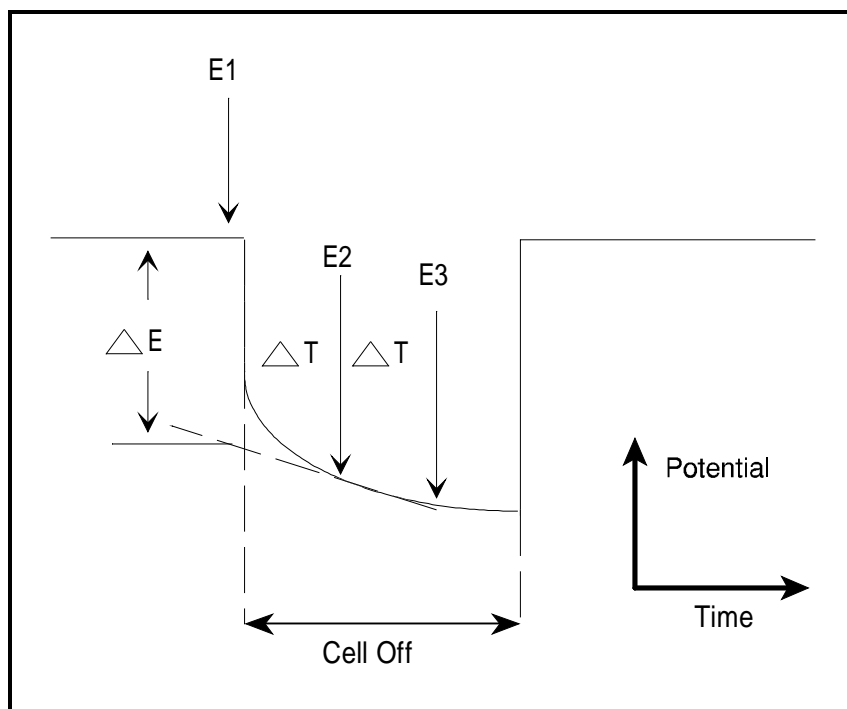 E1
E2
E3
△E
△T
△T
Potential
Time
Cell Off